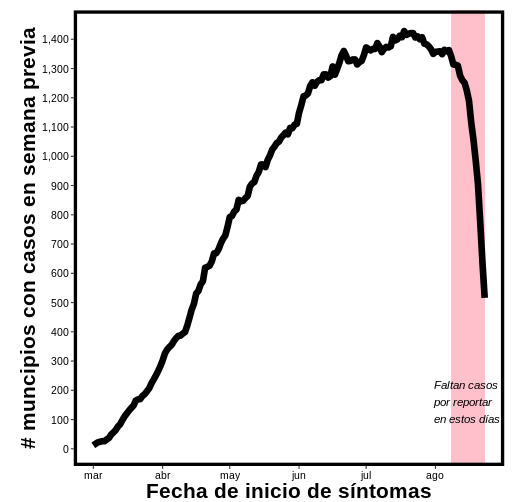 # muncipios con casos en semana previa
1,400
1,300
1,200
1,100
1,000
900
800
700
600
500
400
300
200
100
0
Faltan casos
por reportar
en estos días
mar abr may jun jul ago
Fecha de inicio de síntomas